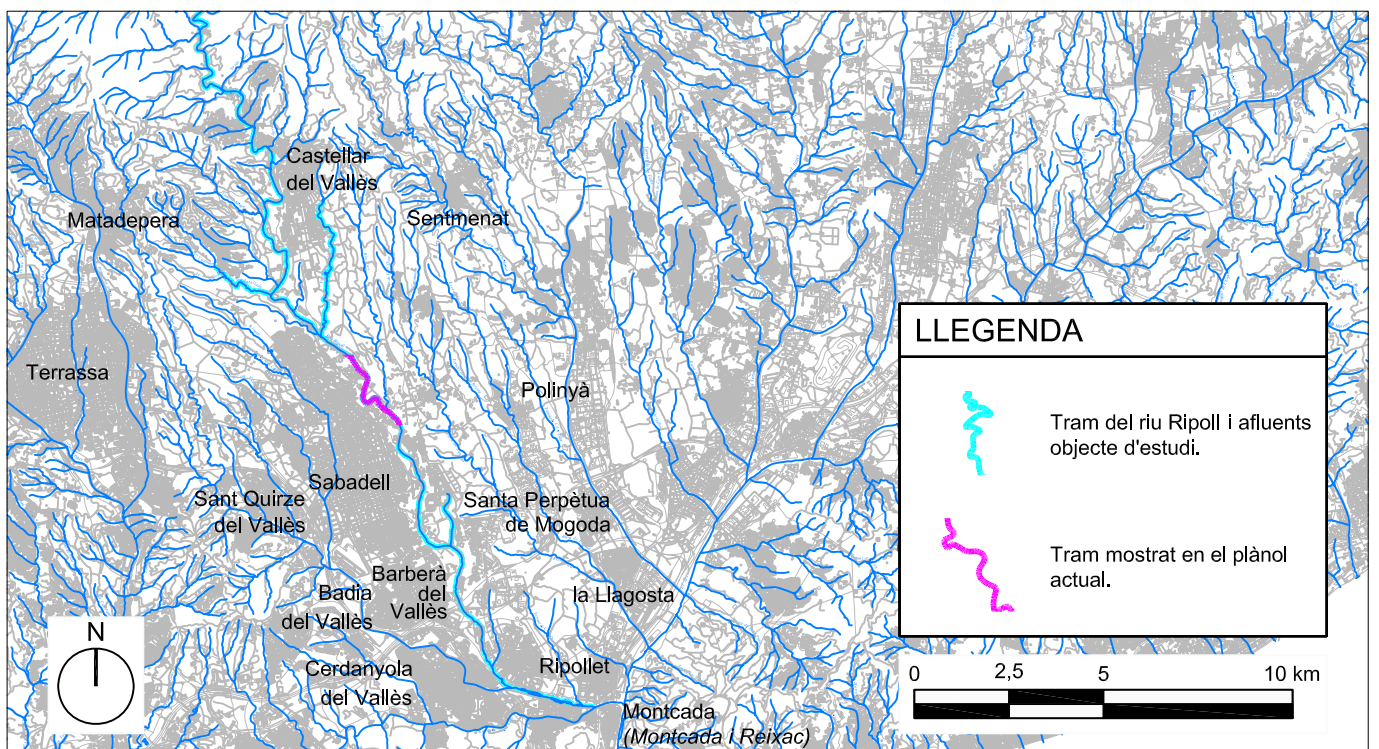 Castellar
del Vallès
Matadepera
Sentmenat
Terrassa
Polinyà
Sabadell
Sant Quirze
del Vallès
Santa Perpètua
de Mogoda
Barberà
del
Vallès
Badia
del Vallès
la Llagosta
Cerdanyola
del Vallès
Ripollet
Montcada
(Montcada i Reixac)
N
LLEGENDA
Tram del riu Ripoll i afluents
objecte d'estudi.
Tram mostrat en el plànol
actual.
0 2,5 5 10 km